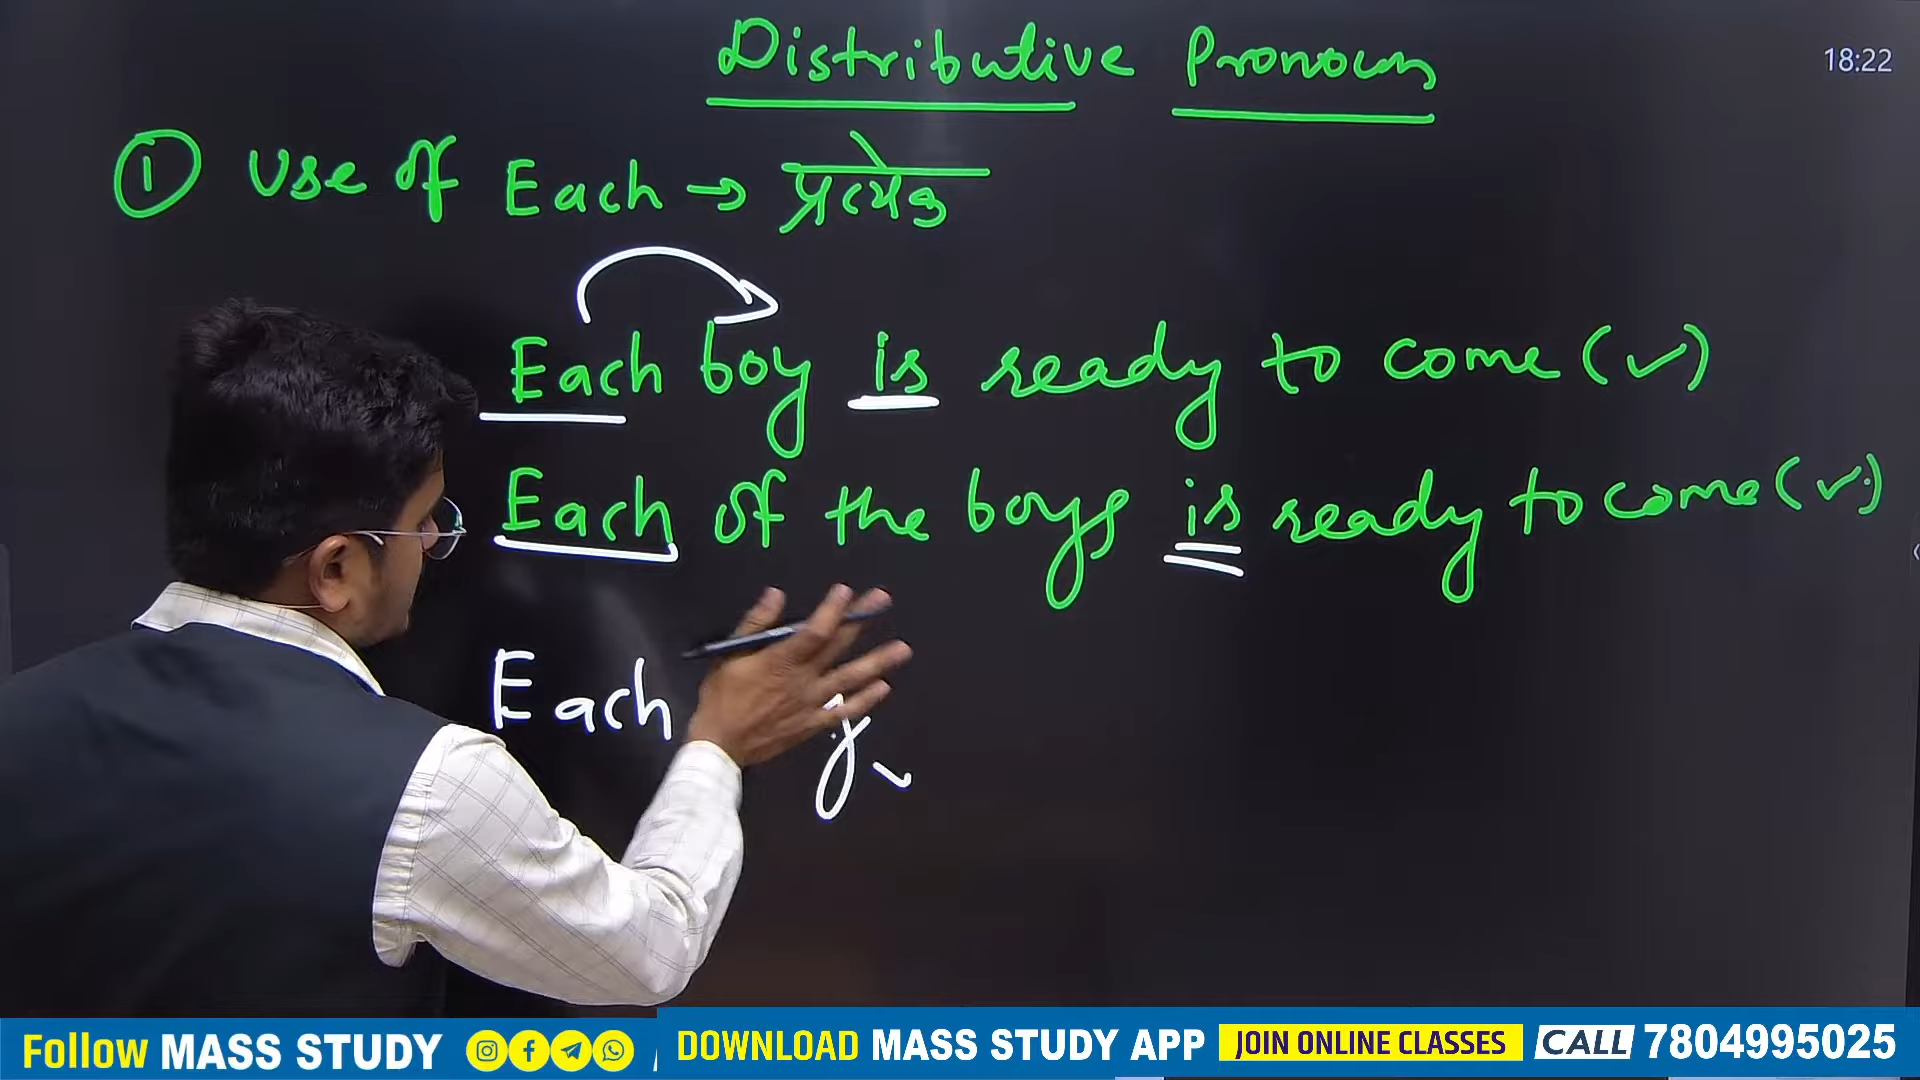 Distributive Pronoun
18:22
① Use of Each → प्रत्येक
Each boy is ready to come (✓)
Each of the boys is ready to come (✓)
Each
Follow MASS STUDY
DOWNLOAD MASS STUDY APP JOIN ONLINE CLASSES CALL 7804995025